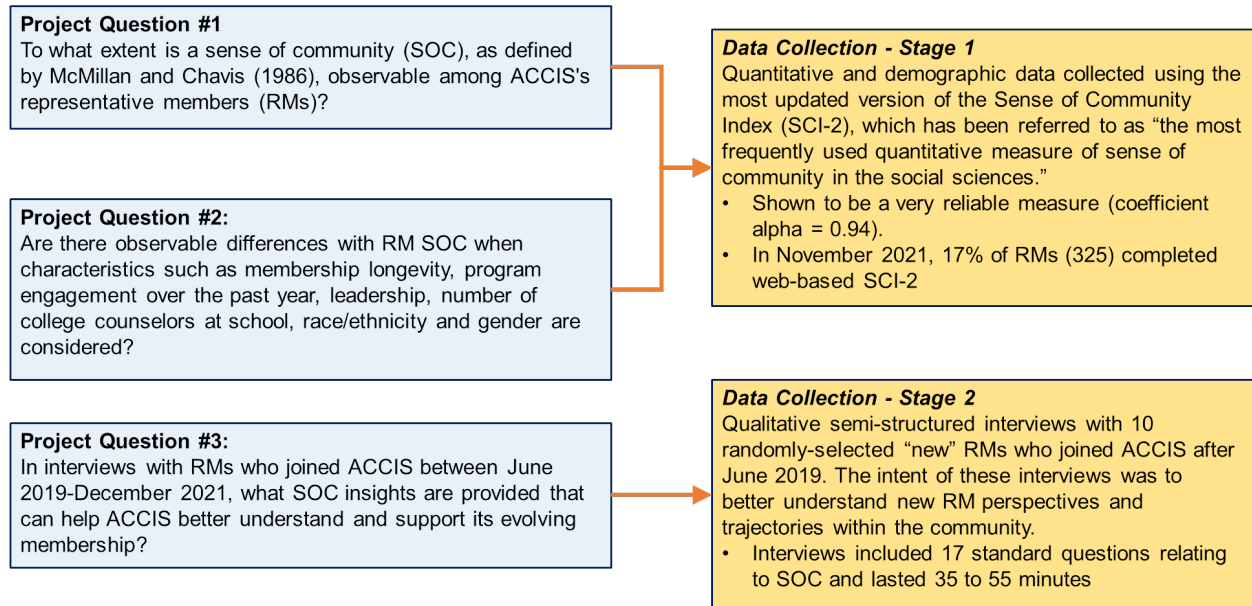 Project Question #1
To what extent is a sense of community (SOC), as defined
by McMillan and Chavis (1986), observable among ACCIS's
representative members (RMs)?
Project Question #2:
Are there observable differences with RM SOC when
characteristics such as membership longevity, program
engagement over the past year, leadership, number of
college counselors at school, race/ethnicity and gender are
considered?
Project Question #3:
In interviews with RMs who joined ACCIS between June
2019-December 2021, what SOC insights are provided that
can help ACCIS better understand and support its evolving
membership?
Data Collection - Stage 1
Quantitative and demographic data collected using the
most updated version of the Sense of Community
Index (SCI-2), which has been referred to as “the most
frequently used quantitative measure of sense of
community in the social sciences.”
• Shown to be a very reliable measure (coefficient
alpha = 0.94).
• In November 2021, 17% of RMs (325) completed
web-based SCI-2
Data Collection - Stage 2
Qualitative semi-structured interviews with 10
randomly-selected “new” RMs who joined ACCIS after
June 2019. The intent of these interviews was to
better understand new RM perspectives and
trajectories within the community.
• Interviews included 17 standard questions relating
to SOC and lasted 35 to 55 minutes